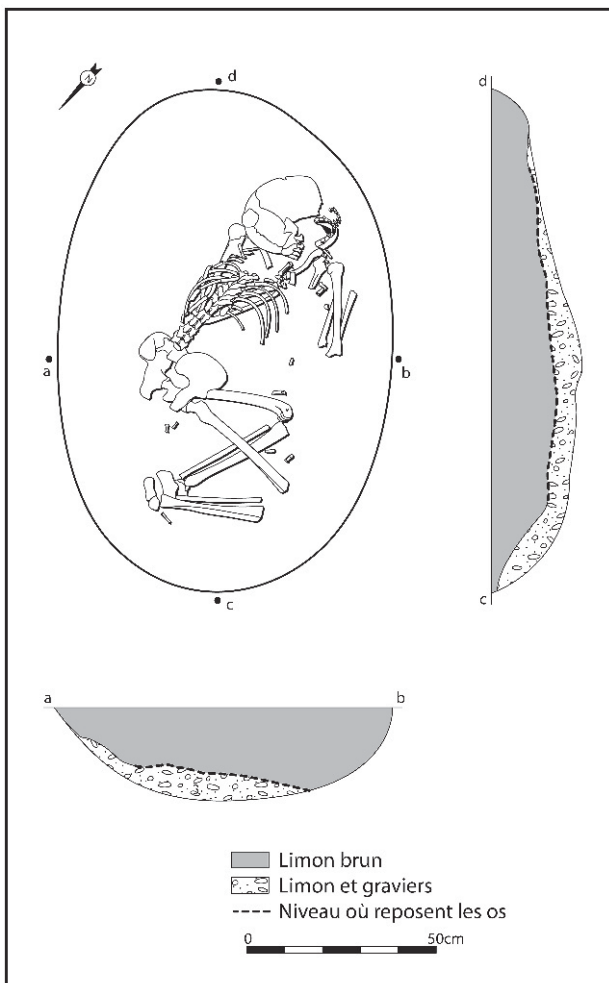 N
d
a
b
c
d
c
a
b
Limon brun
Limon et graviers
Niveau où reposent les os
0 50cm